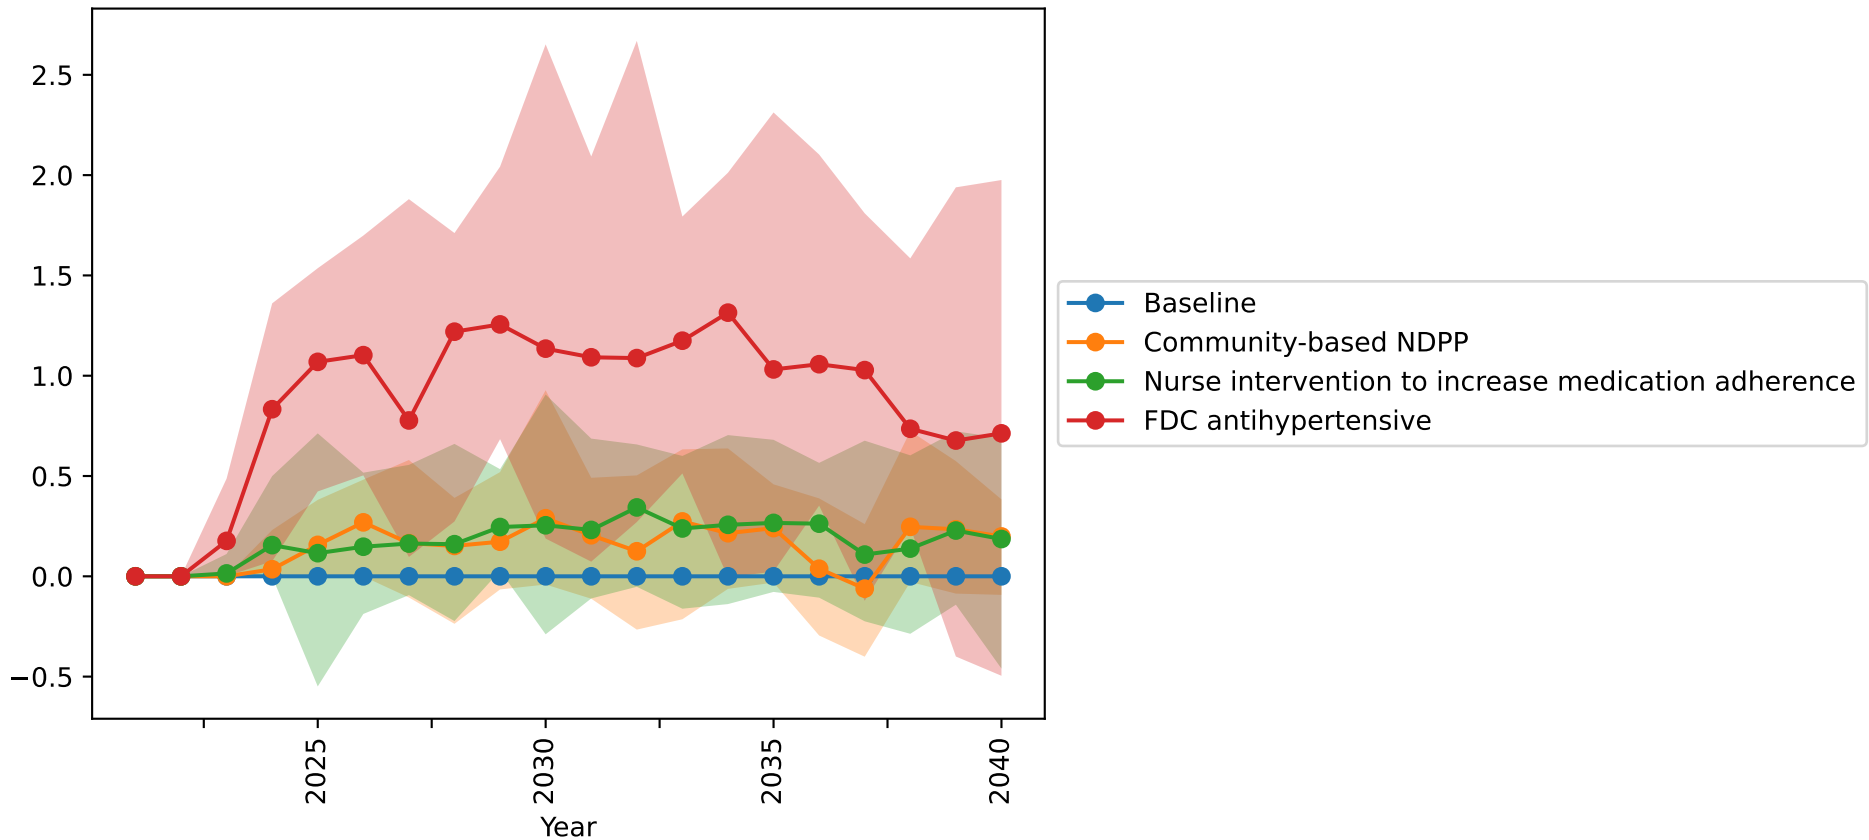 2.5
2.0
1.5
1.0
0.5
0.0
−0.5
2025
2030
2035
2040
Year
Baseline
Community-based NDPP
Nurse intervention to increase medication adherence
FDC antihypertensive